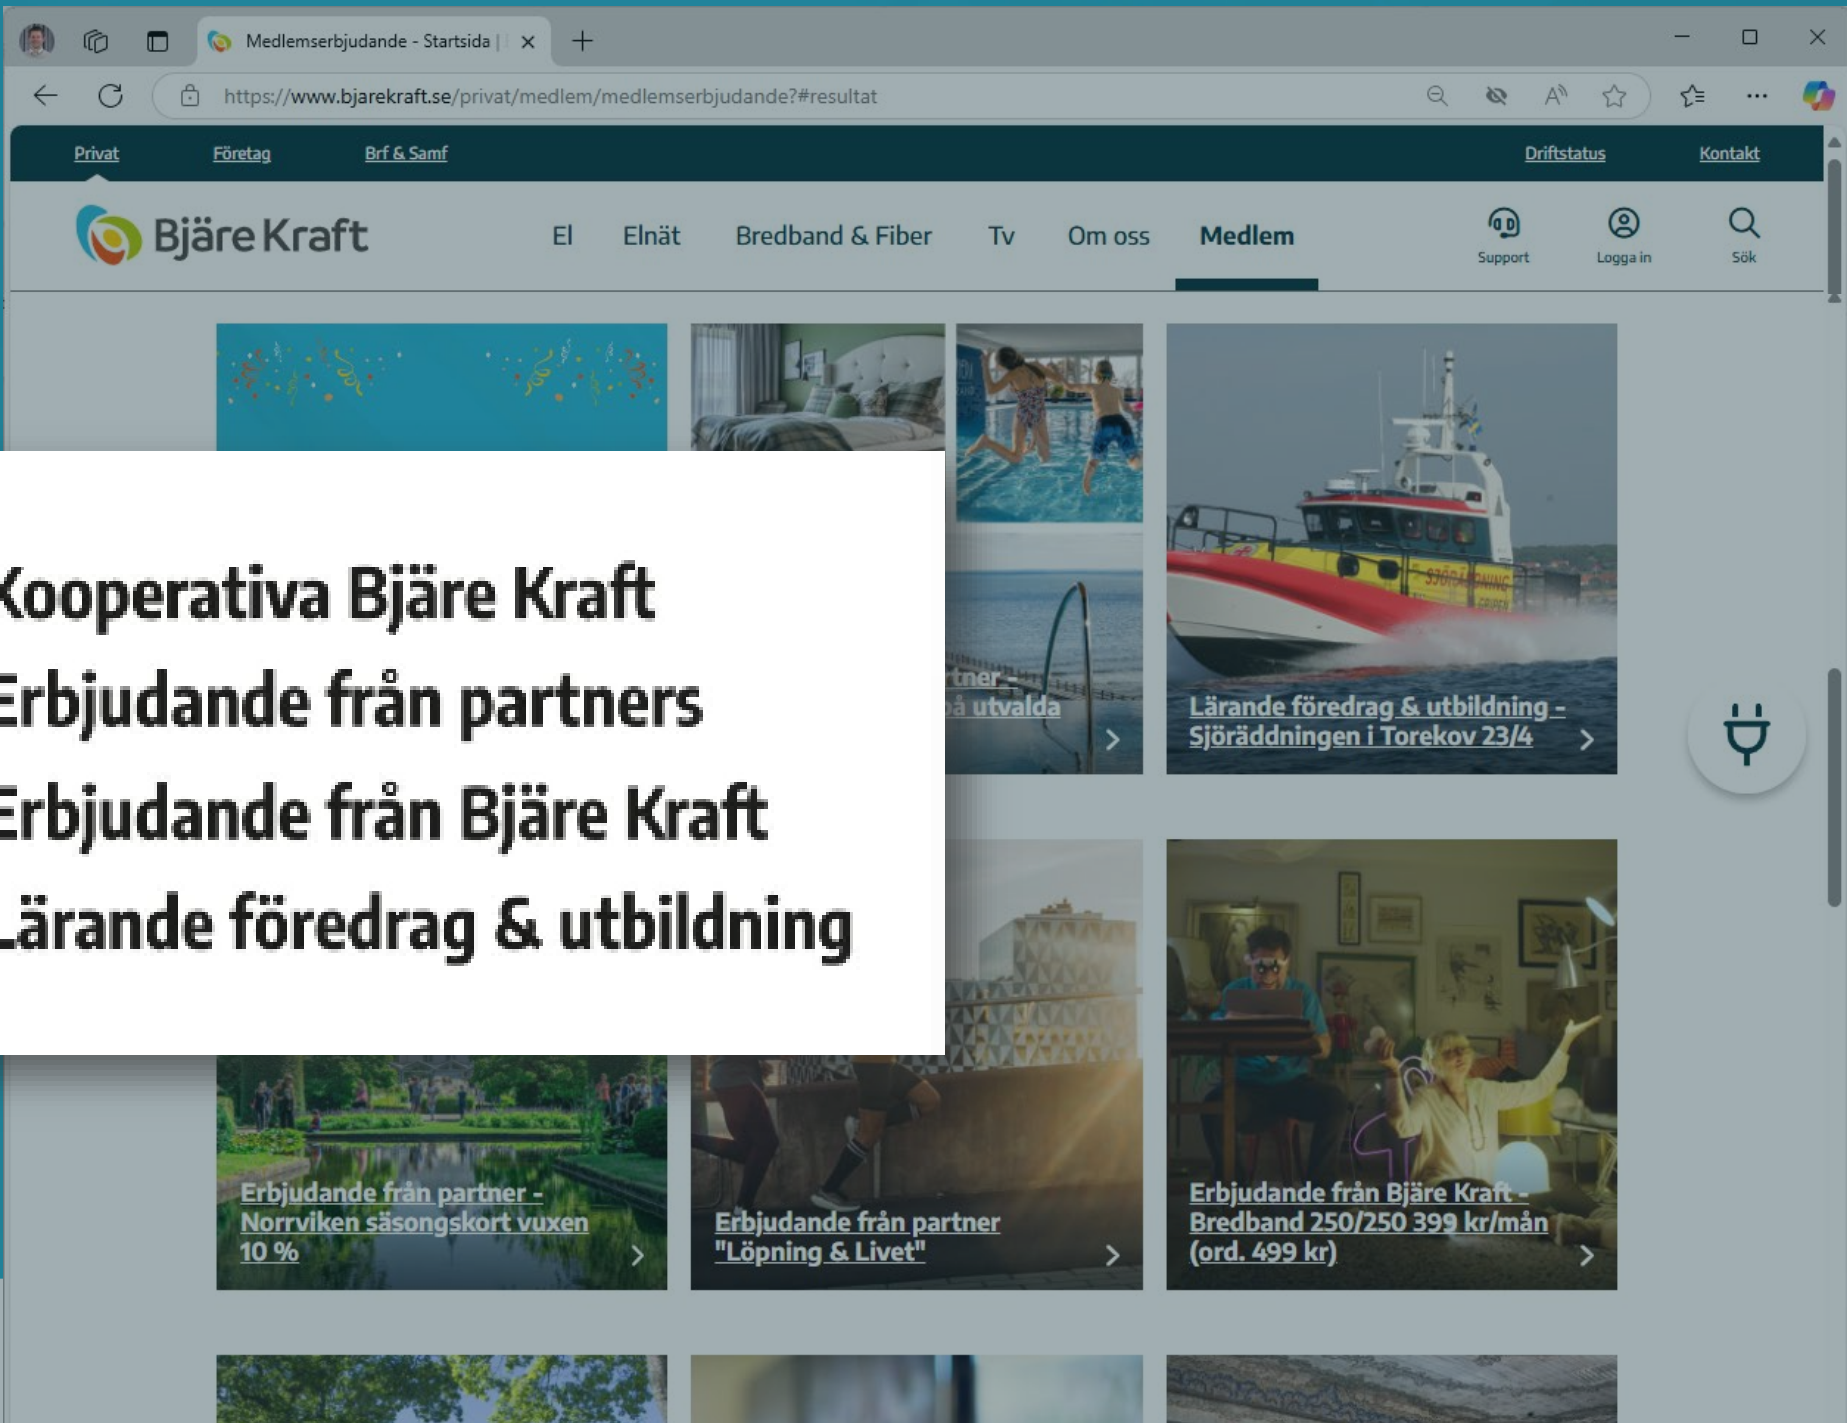 Medlemserbjudande - Startsida |
https://www.bjarekraft.se/privat/medlem/medlemserbjudande?#resultat
Privat Företag Brf & Samf Driftstatus Kontakt
Bjäre Kraft El Elnät Bredband & Fiber Tv Om oss Medlem
Support Logga in Sök
Kooperativa Bjäre Kraft
Erbjudande från partners
Erbjudande från Bjäre Kraft
Lärande föredrag & utbildning
på utvalda
SJÖRÄDDNING
Lärande föredrag & utbildning -
Sjöräddningen i Torekov 23/4
Erbjudande från partner -
Norrviken säsongskort vuxen
10 %
Erbjudande från partner
"Löpning & Livet"
Erbjudande från Bjäre Kraft -
Bredband 250/250 399 kr/mån
(ord. 499 kr)